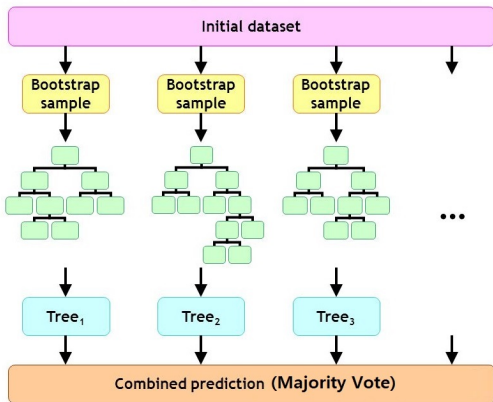 Initial dataset
Bootstrap
sample
Bootstrap
sample
Bootstrap
sample
...
Tree₁
Tree₂
Tree₃
Combined prediction (Majority Vote)